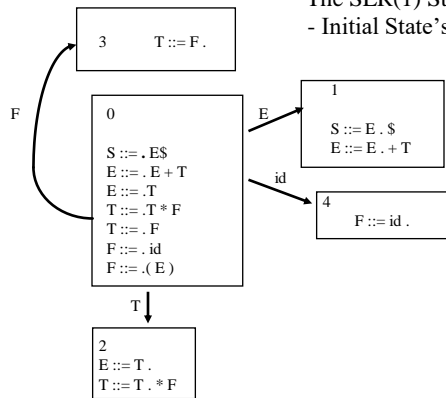 The SLR(1) St
- Initial State's
3 T ::= F .
F
0
S ::= . E$
E ::= . E + T
E ::= .T
T ::= .T * F
T ::= . F
F ::= . id
F ::= .( E )
E
1
S ::= E . $
E ::= E . + T
id
4
F ::= id .
T
2
E ::= T .
T ::= T . * F